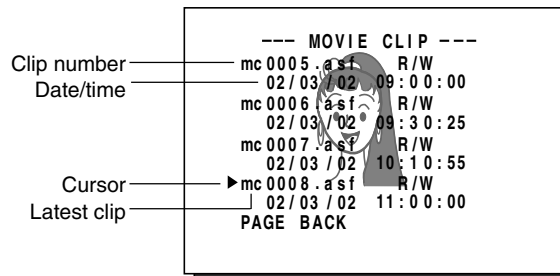 --- MOVIE CLIP ---
Clip number mc0005.asf R/W
Date/time 02/03/02 09:00:00
mc0006.asf R/W
02/03/02 09:30:25
mc0007.asf R/W
02/03/02 10:10:55
Cursor ▶mc0008.asf R/W
Latest clip 02/03/02 11:00:00
PAGE BACK